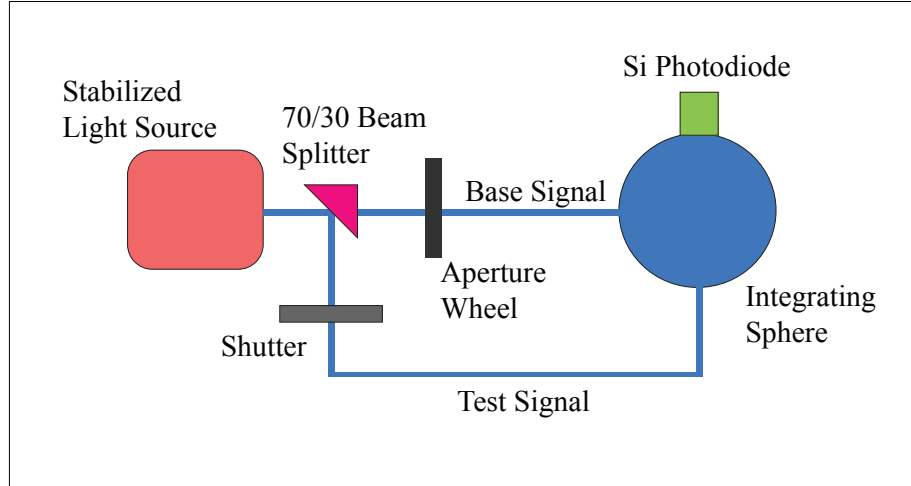 Stabilized
Light Source
70/30 Beam
Splitter
Si Photodiode
Base Signal
Aperture
Wheel
Integrating
Sphere
Shutter
Test Signal